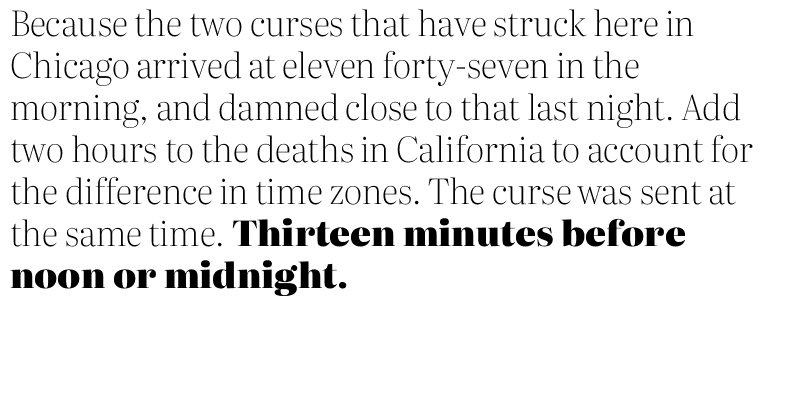 Because the two curses that have struck here in
Chicago arrived at eleven forty-seven in the
morning, and damned close to that last night. Add
two hours to the deaths in California to account for
the difference in time zones. The curse was sent at
the same time. Thirteen minutes before
noon or midnight.